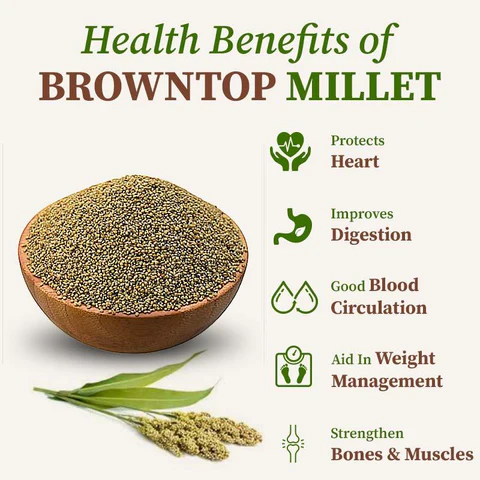 Health Benefits of
BROWNTOP MILLET
Protects
Heart
Improves
Digestion
Good Blood
Circulation
Aid In Weight
Management
Strengthen
Bones & Muscles